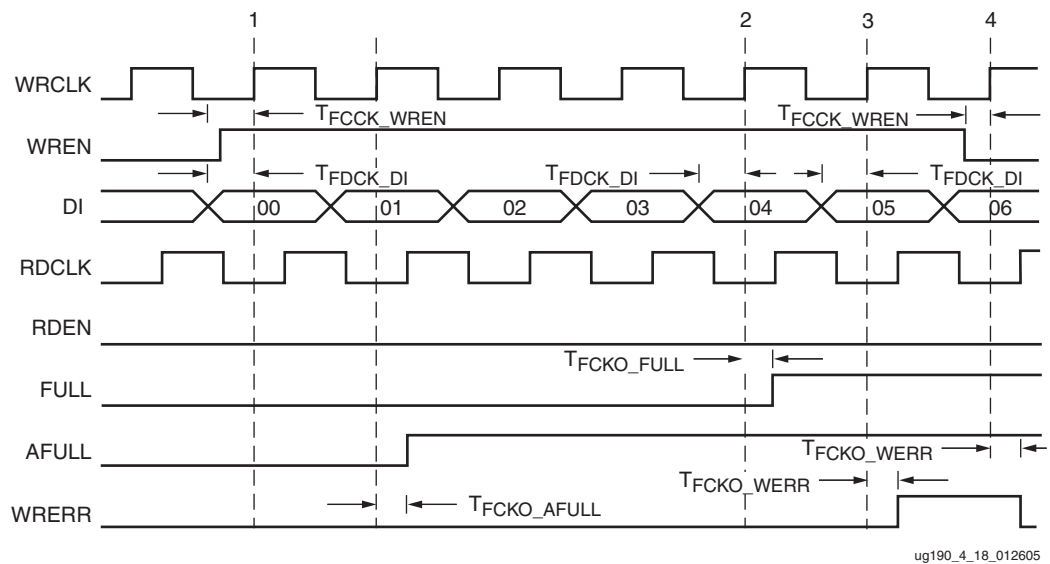 1 2 3 4
WRCLK
TFCCK_WREN TFCCK_WREN
WREN
TFDCK_DI TFDCK_DI TFDCK_DI
DI 00 01 02 03 04 05 06
RDCLK
RDEN
TFCKO_FULL
FULL
AFULL
TFCKO_WERR
TFCKO_WERR
TFCKO_AFULL
WRERR
ug190_4_18_012605